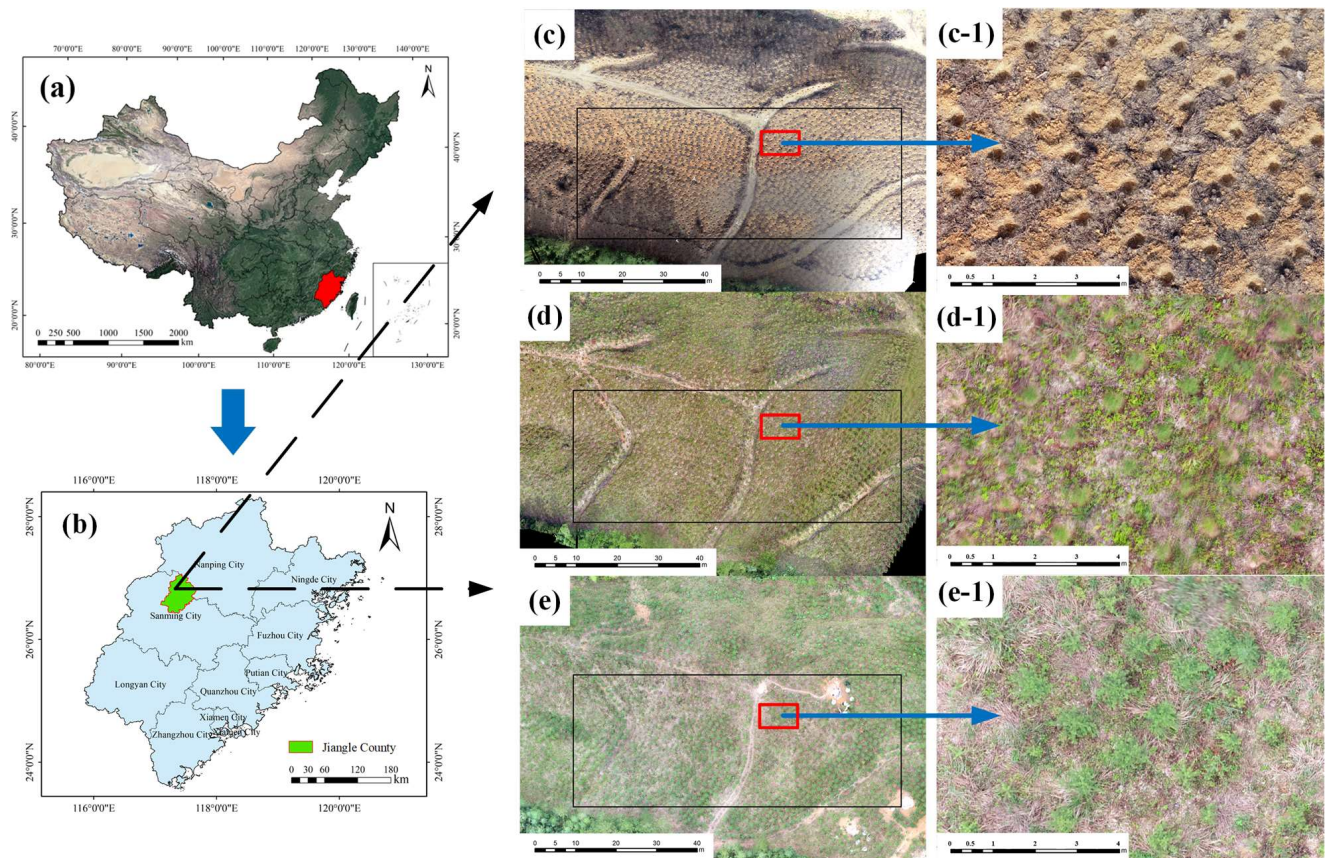 70°0'0"E 80°0'0"E 90°0'0"E 100°0'0"E 110°0'0"E 120°0'0"E 130°0'0"E 140°0'0"E
(a)
N
40°0'0"N
30°0'0"N
20°0'0"N
40°0'0"N
30°0'0"N
20°0'0"N
0 250 500 1000 1500 2000
km
80°0'0"E 90°0'0"E 100°0'0"E 110°0'0"E 120°0'0"E 130°0'0"E
116°0'0"E 118°0'0"E 120°0'0"E
(b)
N
28°0'0"N
26°0'0"N
24°0'0"N
28°0'0"N
26°0'0"N
24°0'0"N
Nanping City
Ningde City
Sanming City
Fuzhou City
Putian City
Longyan City
Quanzhou City
Xiamen City
Zhangzhou City
Jiangle County
0 30 60 120 180
km
116°0'0"E 118°0'0"E 120°0'0"E
(c)
0 5 10 20 30 40
m
(c-1)
0 0.5 1 2 3 4
m
(d)
0 5 10 20 30 40
m
(d-1)
0 0.5 1 2 3 4
m
(e)
0 5 10 20 30 40
m
(e-1)
0 0.5 1 2 3 4
m